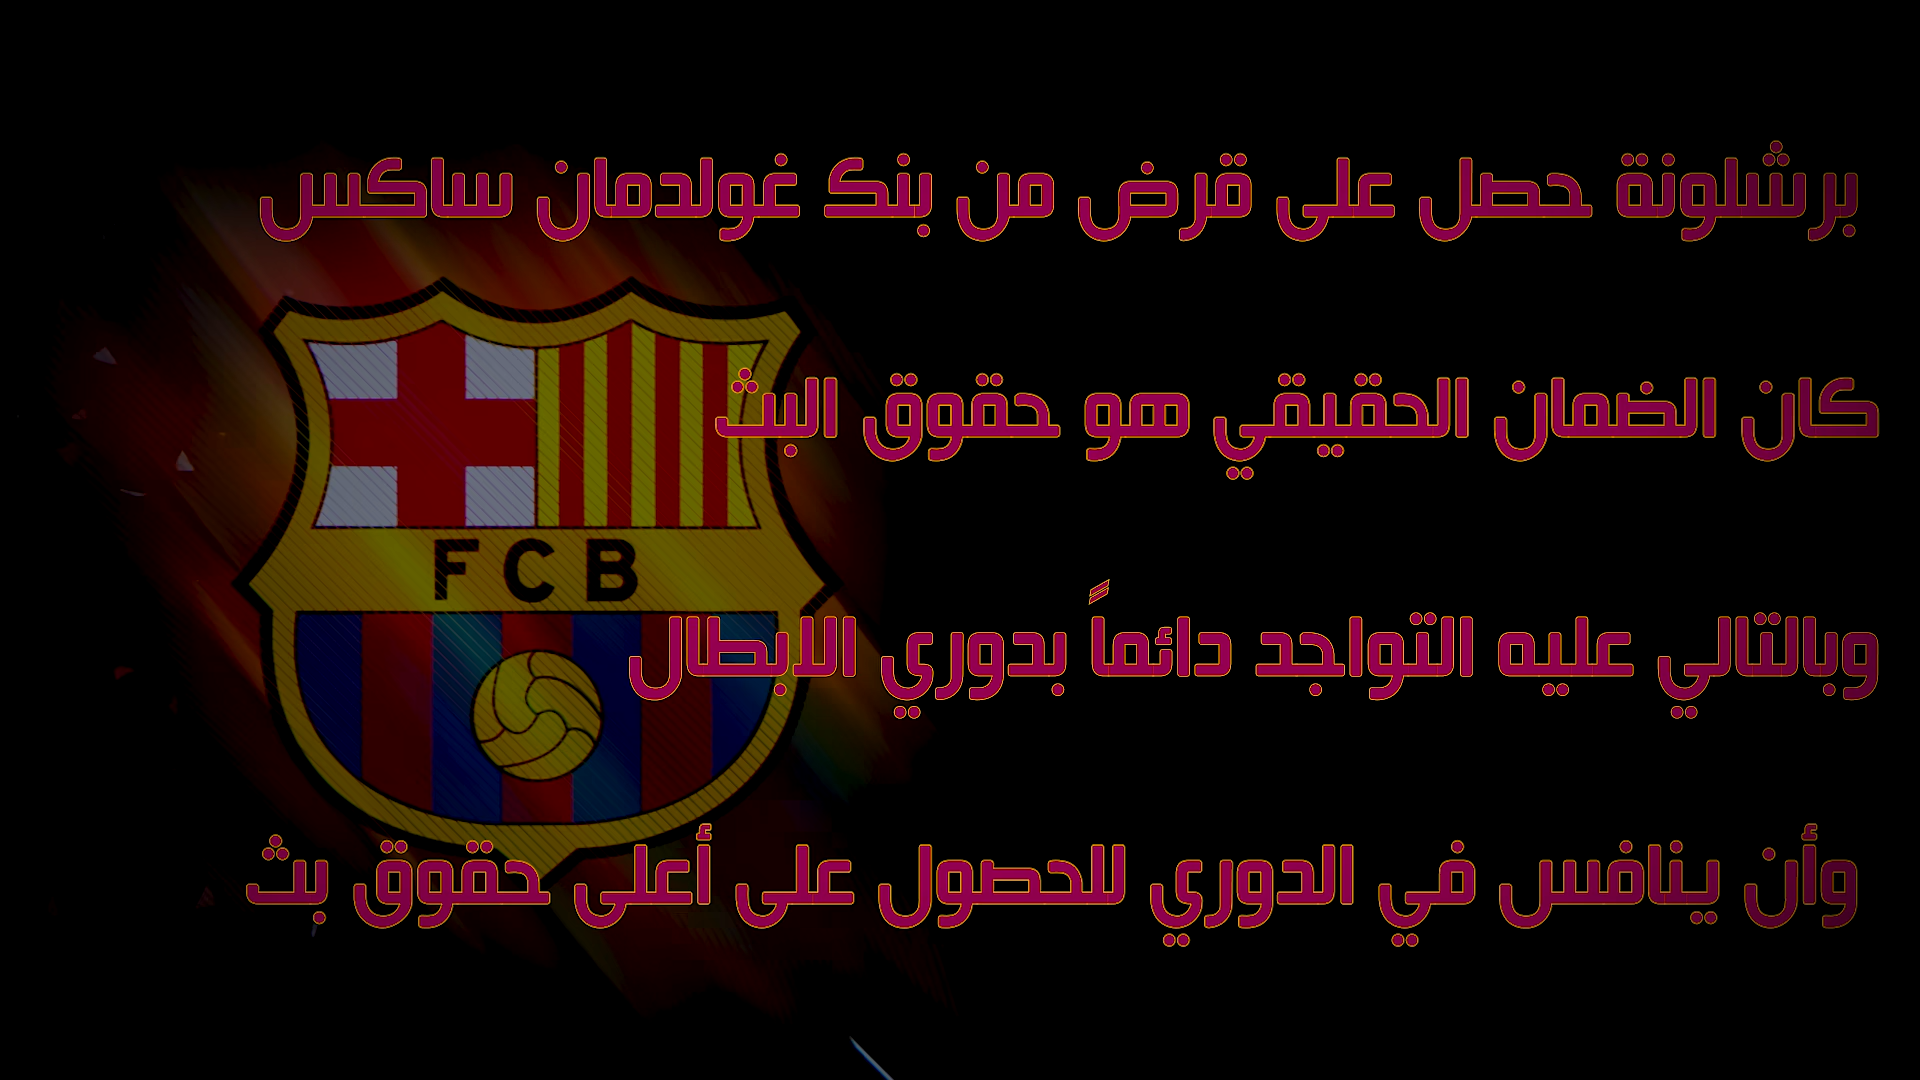 برشلونة حصل على قرض من بنك غولدمان ساكس
كان الضمان الحقيقي هو حقوق البث
FCB
وبالتالي عليه التواجد دائماً بدوري الابطال
وأن ينافس في الدوري للحصول على أعلى حقوق بث